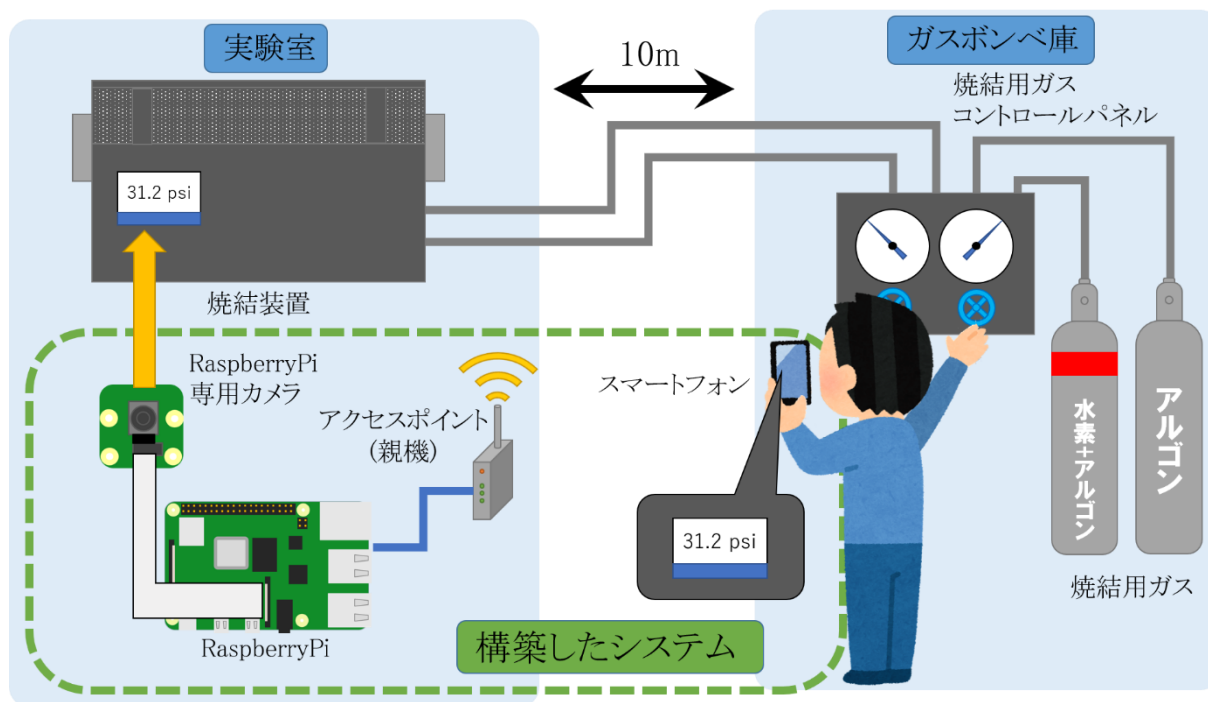 実験室
10m
ガスボンベ庫
焼結用ガス
コントロールパネル
31.2 psi
焼結装置
RaspberryPi
専用カメラ
アクセスポイント
(親機)
スマートフォン
31.2 psi
水素+アルゴン
アルゴン
焼結用ガス
RaspberryPi
構築したシステム